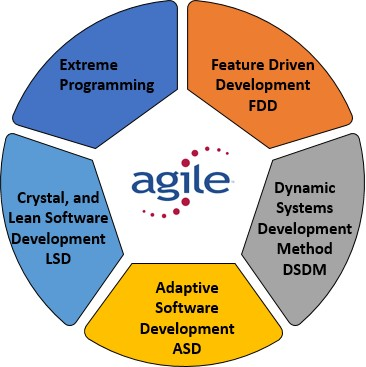 Extreme
Programming
Feature Driven
Development
FDD
Dynamic
Systems
Development
Method
DSDM
Adaptive
Software
Development
ASD
Crystal, and
Lean Software
Development
LSD
agile